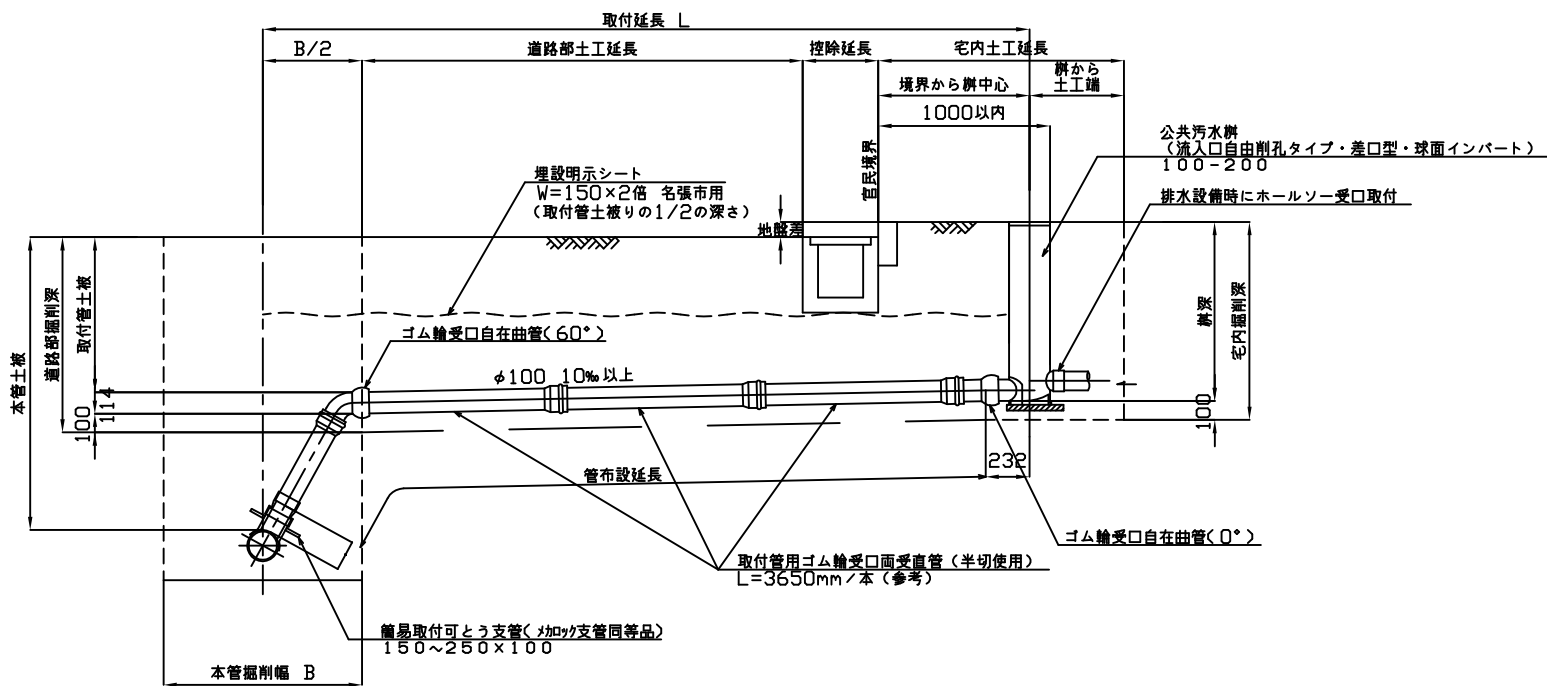 取付延長 L
B/2
道路部土工延長
控除延長
宅内土工延長
境界から桝中心
桝から
土工端
1000以内
公共汚水桝
（流入口自由削孔タイプ・差口型・球面インバート）
100-200
官民境界
埋設明示シート
W=150×2倍 名張市用
（取付管土被りの1/2の深さ）
排水設備時にホールソー受口取付
地盤差
本管土被
道路部掘削深
取付管土被
桝深
宅内掘削深
ゴム輪受口自在曲管(60°)
φ100 10‰以上
114
100
100
232
管布設延長
ゴム輪受口自在曲管(0°)
取付管用ゴム輪受口両受直管（半切使用）
L=3650mm/本（参考）
簡易取付可とう支管(メカロック支管同等品)
150~250×100
本管掘削幅 B